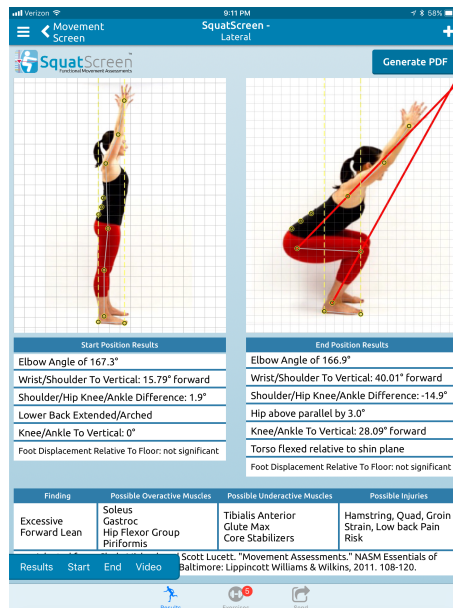 Verizon 9:11 PM 58%
Movement Screen
SquatScreen -
Lateral
+
SquatScreen™
Functional Movement Assessments
Generate PDF
Start Position Results
Elbow Angle of 167.3°
Wrist/Shoulder To Vertical: 15.79° forward
Shoulder/Hip Knee/Ankle Difference: 1.9°
Lower Back Extended/Arched
Knee/Ankle To Vertical: 0°
Foot Displacement Relative To Floor: not significant
End Position Results
Elbow Angle of 166.9°
Wrist/Shoulder To Vertical: 40.01° forward
Shoulder/Hip Knee/Ankle Difference: -14.9°
Hip above parallel by 3.0°
Knee/Ankle To Vertical: 28.09° forward
Torso flexed relative to shin plane
Foot Displacement Relative To Floor: not significant
Finding
Possible Overactive Muscles
Possible Underactive Muscles
Possible Injuries
Excessive
Forward Lean
Soleus
Gastroc
Hip Flexor Group
Piriformis
Tibialis Anterior
Glute Max
Core Stabilizers
Hamstring, Quad, Groin
Strain, Low back Pain
Risk
Scott Lucett. "Movement Assessments." NASM Essentials of
Baltimore: Lippincott Williams & Wilkins, 2011. 108-120.
Results Start End Video
5
Results